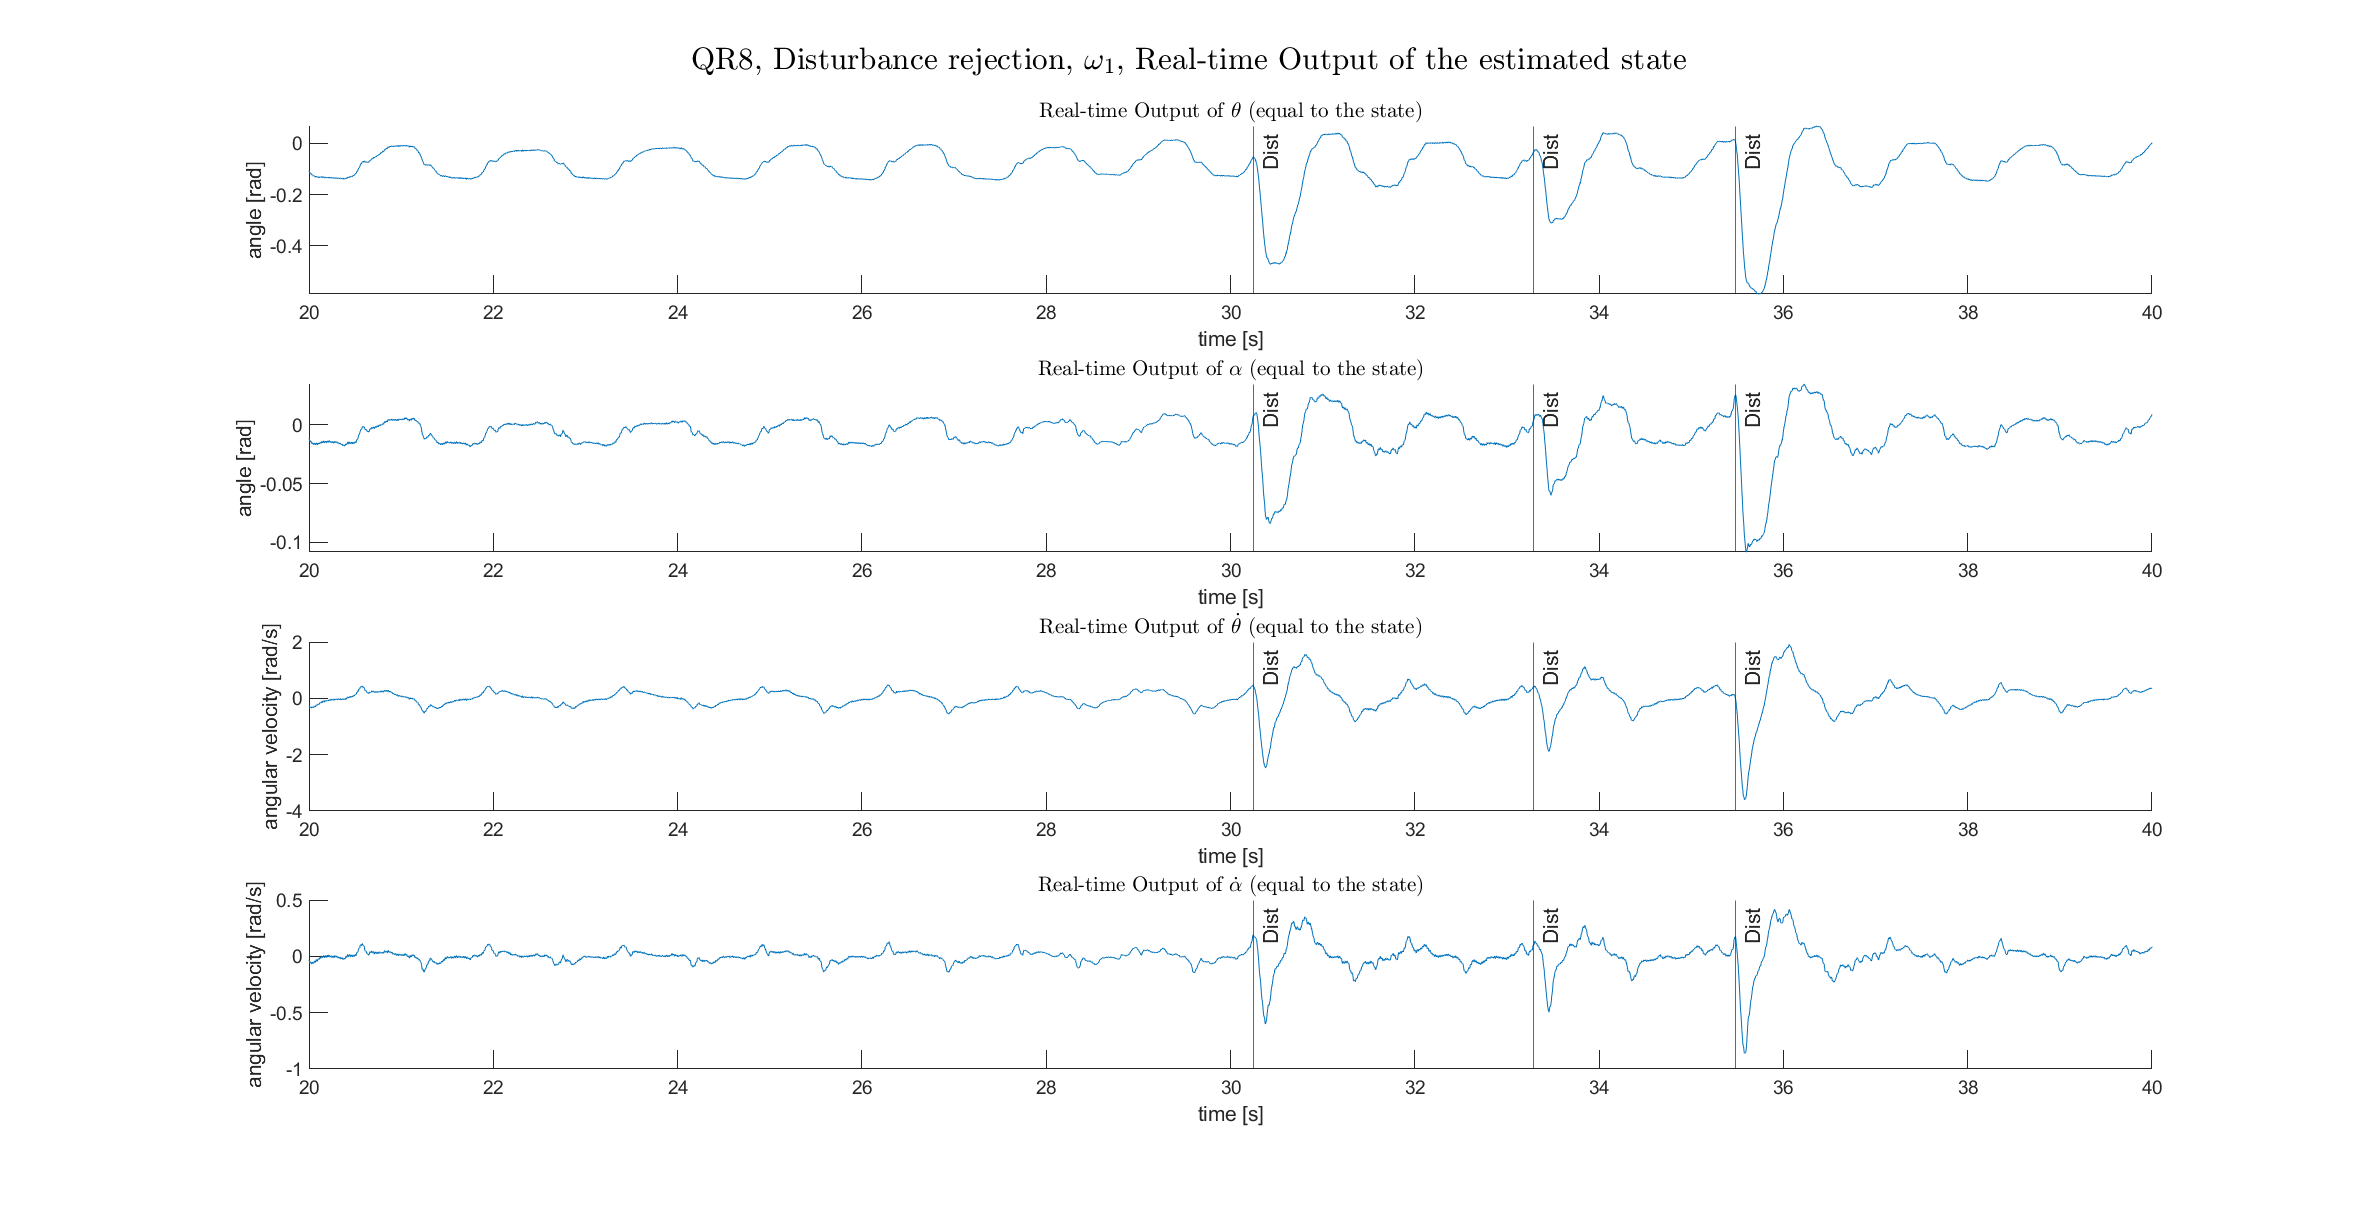 QR8, Disturbance rejection, ω₁, Real-time Output of the estimated state
Real-time Output of θ (equal to the state)
angle [rad]
0
-0.2
-0.4
Dist
Dist
Dist
20 22 24 26 28 30 32 34 36 38 40
time [s]
Real-time Output of α (equal to the state)
angle [rad]
0
-0.05
-0.1
Dist
Dist
Dist
20 22 24 26 28 30 32 34 36 38 40
time [s]
Real-time Output of θ̇ (equal to the state)
angular velocity [rad/s]
2
0
-2
-4
Dist
Dist
Dist
20 22 24 26 28 30 32 34 36 38 40
time [s]
Real-time Output of α̇ (equal to the state)
angular velocity [rad/s]
0.5
0
-0.5
-1
Dist
Dist
Dist
20 22 24 26 28 30 32 34 36 38 40
time [s]